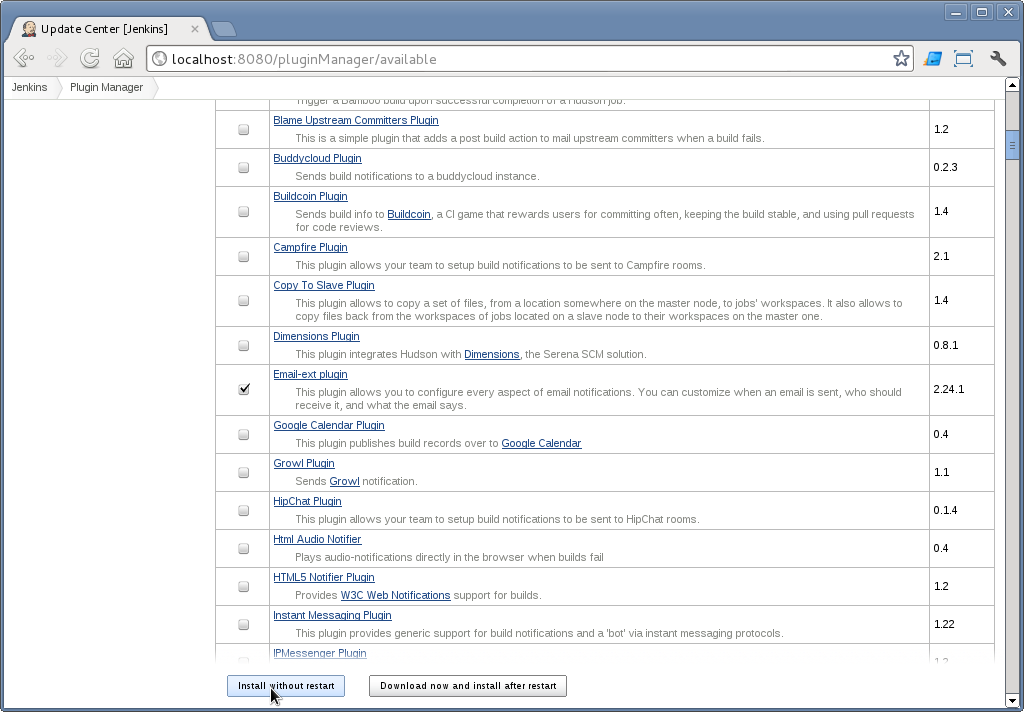 Update Center [Jenkins]
localhost:8080/pluginManager/available
Jenkins Plugin Manager
Trigger a Bamboo build upon successful completion of a Hudson job.
Blame Upstream Committers Plugin
This is a simple plugin that adds a post build action to mail upstream committers when a build fails.
1.2
Buddycloud Plugin
Sends build notifications to a buddycloud instance.
0.2.3
Buildcoin Plugin
Sends build info to Buildcoin, a CI game that rewards users for committing often, keeping the build stable, and using pull requests
for code reviews.
1.4
Campfire Plugin
This plugin allows your team to setup build notifications to be sent to Campfire rooms.
2.1
Copy To Slave Plugin
This plugin allows to copy a set of files, from a location somewhere on the master node, to jobs' workspaces. It also allows to
copy files back from the workspaces of jobs located on a slave node to their workspaces on the master one.
1.4
Dimensions Plugin
This plugin integrates Hudson with Dimensions, the Serena SCM solution.
0.8.1
Email-ext plugin
This plugin allows you to configure every aspect of email notifications. You can customize when an email is sent, who should
receive it, and what the email says.
2.24.1
Google Calendar Plugin
This plugin publishes build records over to Google Calendar
0.4
Growl Plugin
Sends Growl notification.
1.1
HipChat Plugin
This plugin allows your team to setup build notifications to be sent to HipChat rooms.
0.1.4
Html Audio Notifier
Plays audio-notifications directly in the browser when builds fail
0.4
HTML5 Notifier Plugin
Provides W3C Web Notifications support for builds.
1.2
Instant Messaging Plugin
This plugin provides generic support for build notifications and a 'bot' via instant messaging protocols.
1.22
IPMessenger Plugin
1.2
Install without restart
Download now and install after restart